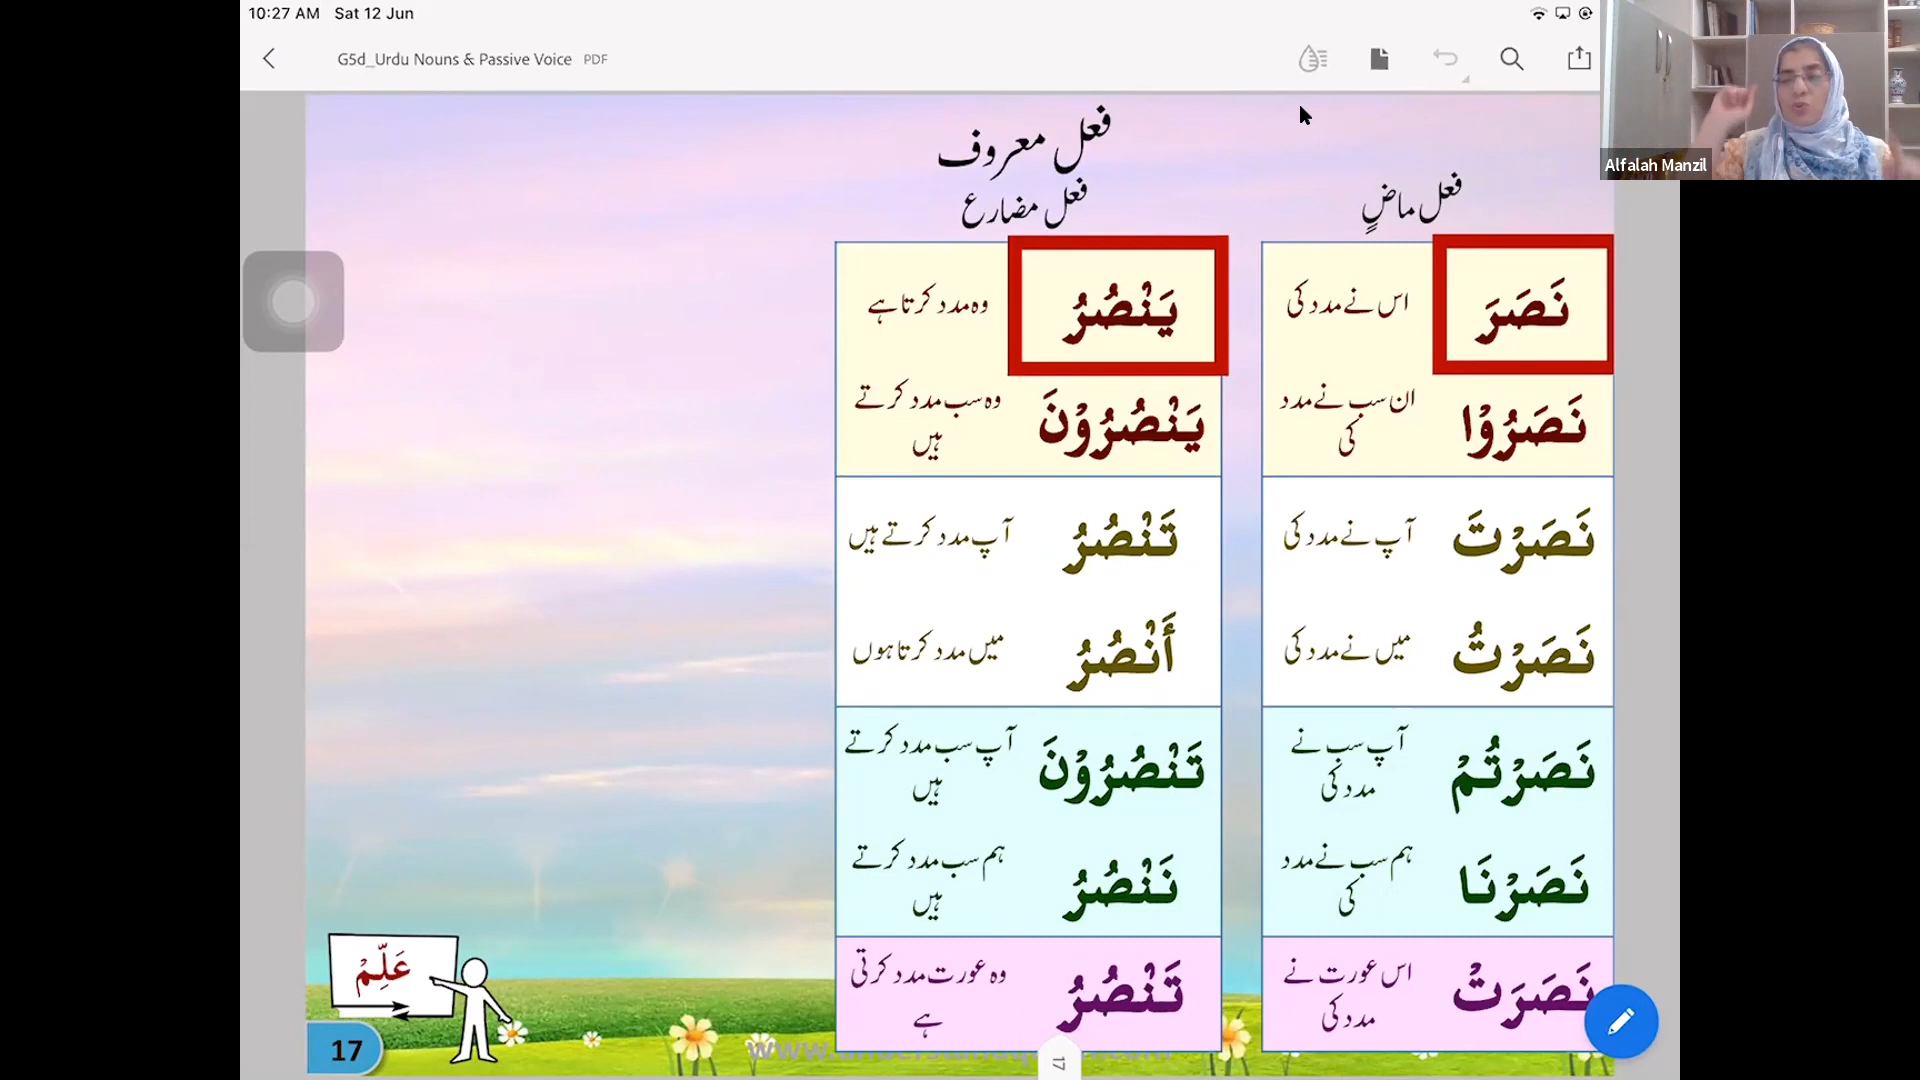 10:27 AM Sat 12 Jun
G5d_Urdu Nouns & Passive Voice PDF
Alfalah Manzil
فعل معروف
فعل ماضٍ
فعل مضارع
نَصَرَ
اس نے مدد کی
يَنْصُرُ
وہ مدد کرتا ہے
نَصَرُوْا
ان سب نے مدد
کی
يَنْصُرُوْنَ
وہ سب مدد کرتے
ہیں
نَصَرْتَ
آپ نے مدد کی
تَنْصُرُ
آپ مدد کرتے ہیں
نَصَرْتُ
میں نے مدد کی
أَنْصُرُ
میں مدد کرتا ہوں
نَصَرْتُمْ
آپ سب نے
مدد کی
تَنْصُرُوْنَ
آپ سب مدد کرتے
ہیں
نَصَرْنَا
ہم سب نے مدد
کی
نَنْصُرُ
ہم سب مدد کرتے
ہیں
نَصَرَتْ
اس عورت نے
مدد کی
تَنْصُرُ
وہ عورت مدد کرتی
ہے
عَلِّمْ
17
17